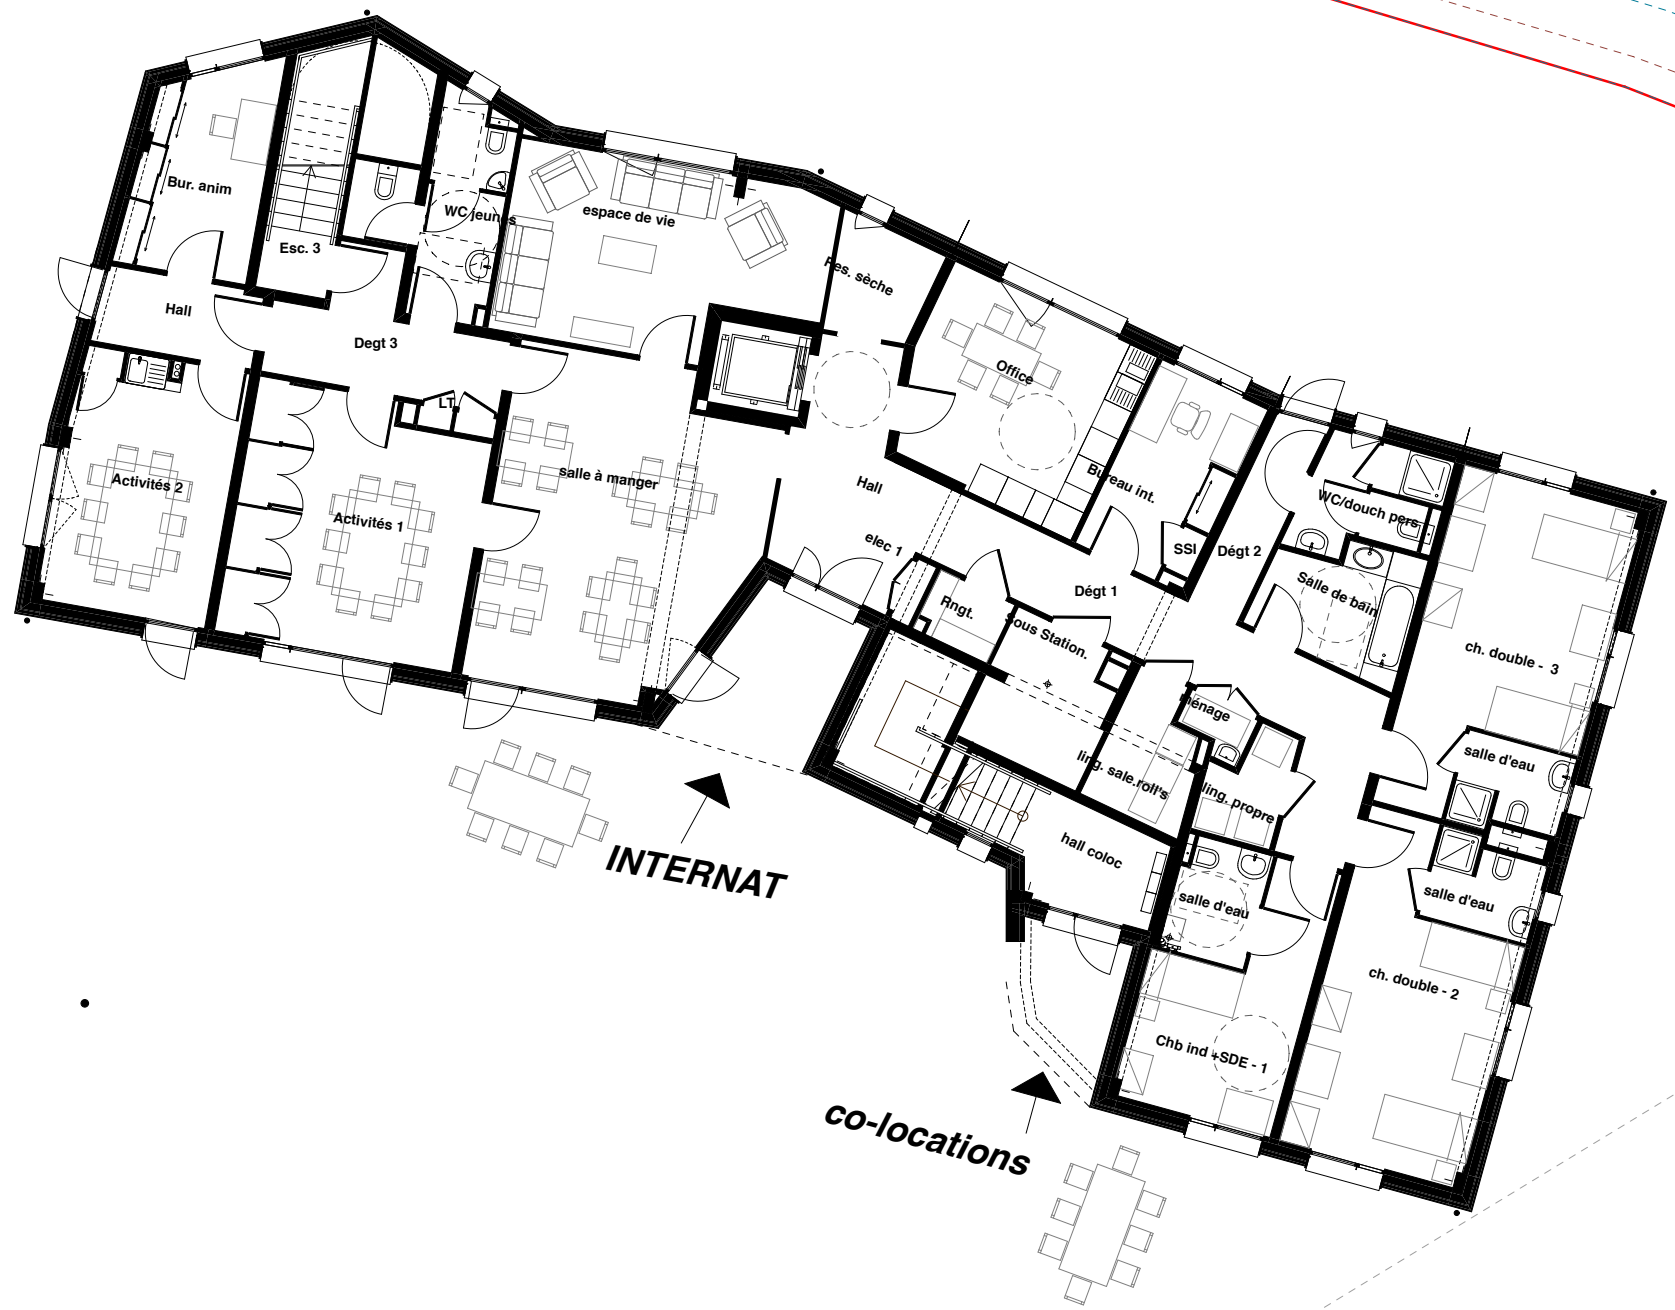 Bur. anim
WC jeunes
espace de vie
Esc. 3
Rés. sèche
Hall
Degt 3
Office
LT
Activités 2
Activités 1
salle à manger
Hall
Bureau int.
WC/douch pers
elec 1
SSI
Dégt 2
Rngt.
Dégt 1
Salle de bain
Sous Station.
ch. double - 3
ménage
salle d'eau
ling. sale.roll's
ling. propre
hall coloc
INTERNAT
salle d'eau
salle d'eau
ch. double - 2
Chb ind +SDE - 1
co-locations